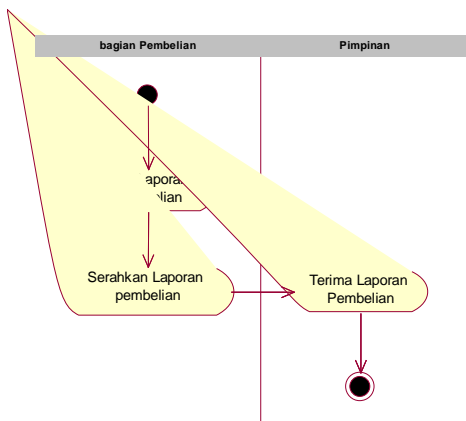 bagian Pembelian
Pimpinan
Serahkan Laporan
pembelian
Terima Laporan
Pembelian